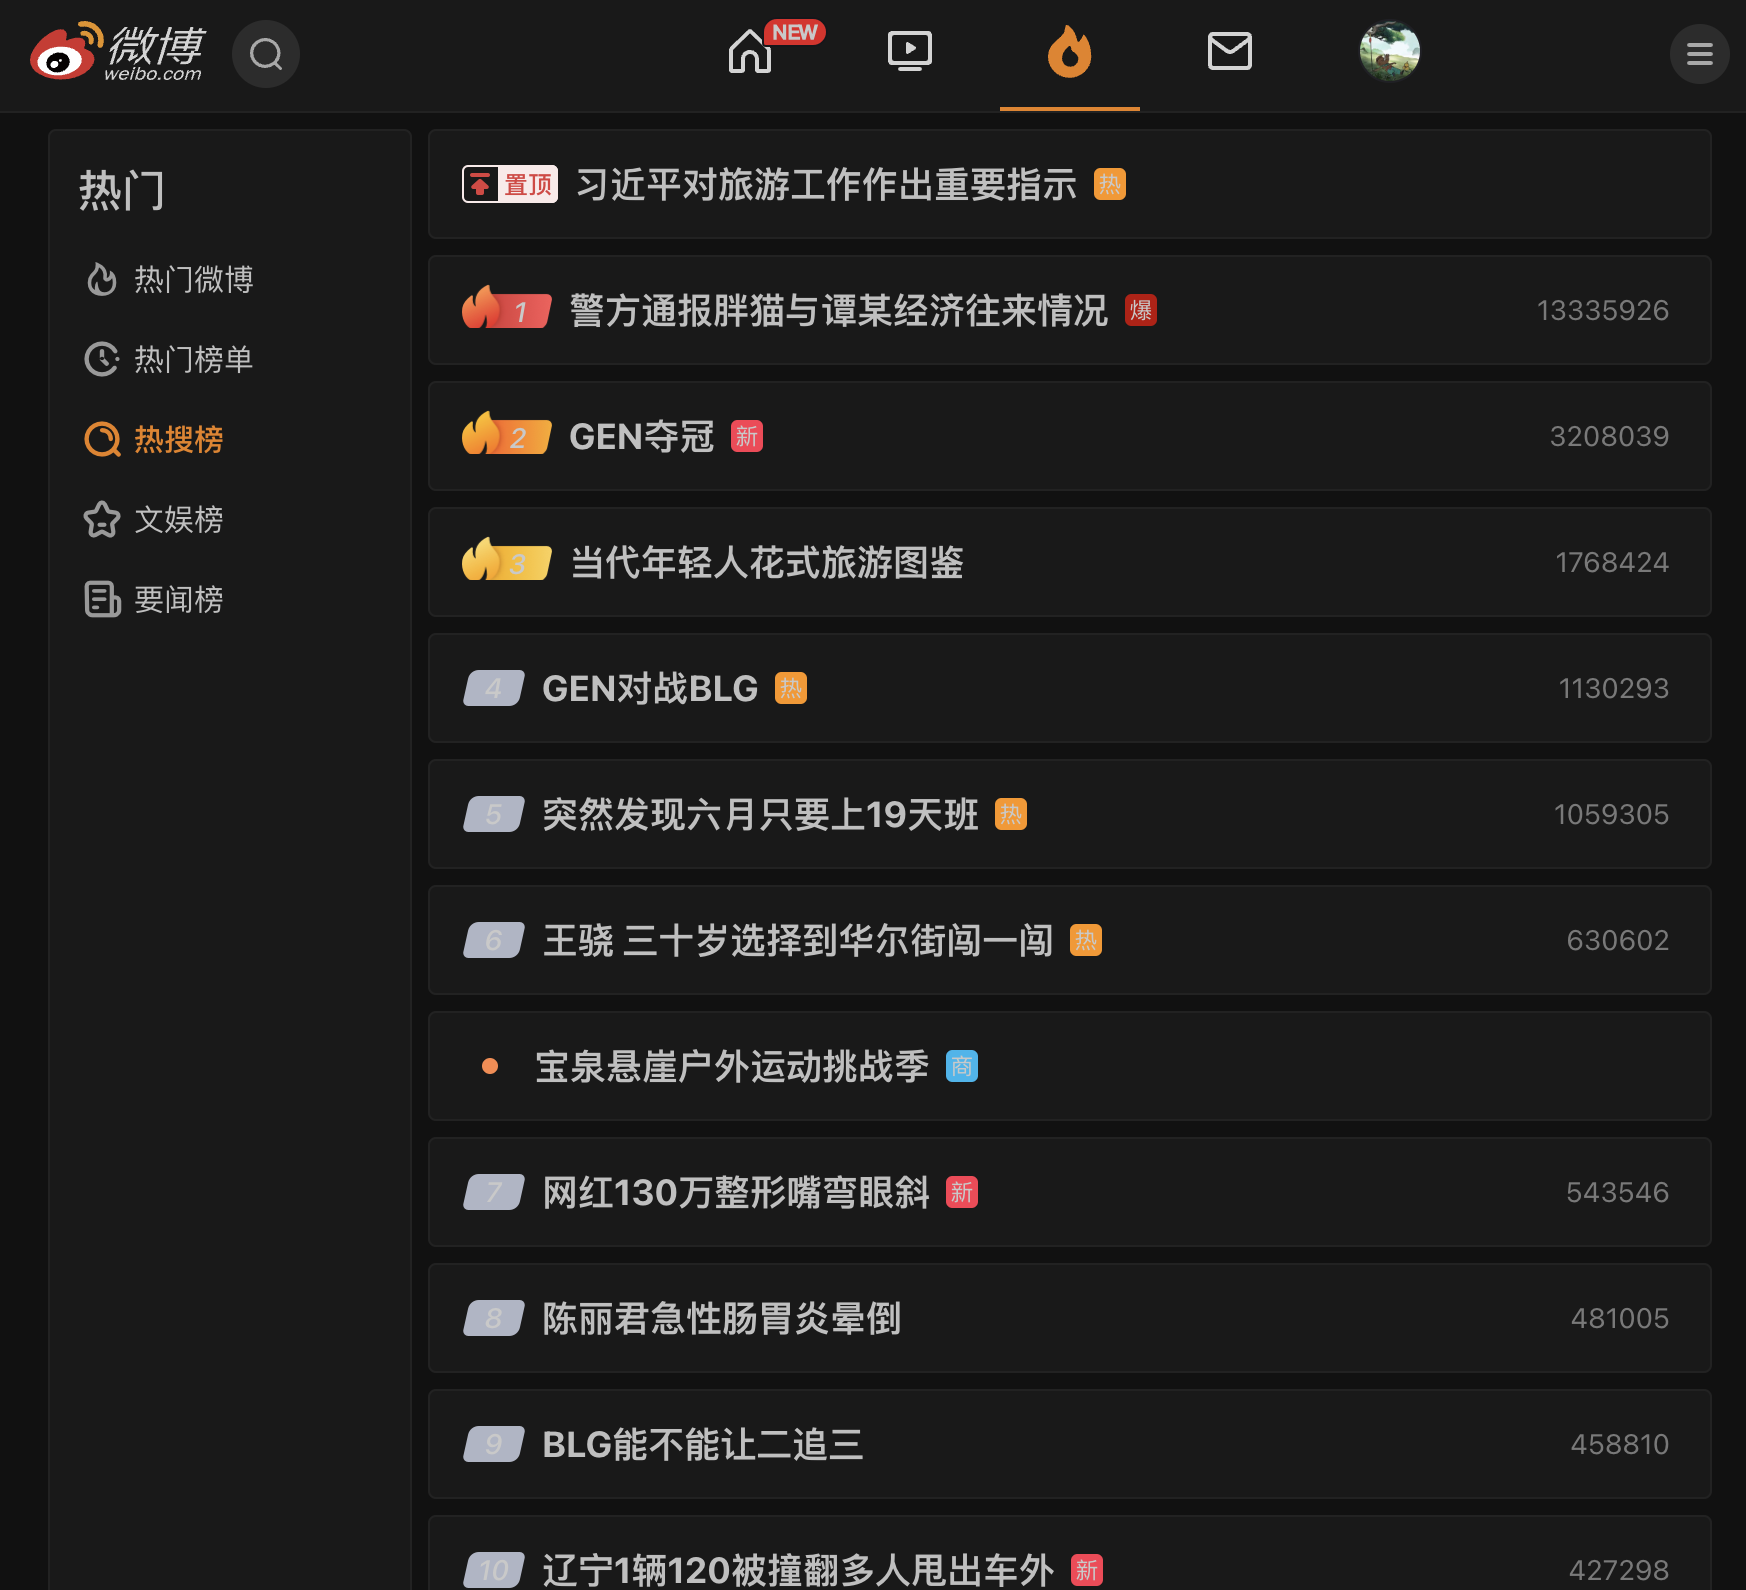 微博
weibo.com
NEW
热门
热门微博
热门榜单
热搜榜
文娱榜
要闻榜
置顶 习近平对旅游工作作出重要指示 热
1 警方通报胖猫与谭某经济往来情况 爆 13335926
2 GEN夺冠 新 3208039
3 当代年轻人花式旅游图鉴 1768424
4 GEN对战BLG 热 1130293
5 突然发现六月只要上19天班 热 1059305
6 王骁 三十岁选择到华尔街闯一闯 热 630602
宝泉悬崖户外运动挑战季 商
7 网红130万整形嘴弯眼斜 新 543546
8 陈丽君急性肠胃炎晕倒 481005
9 BLG能不能让二追三 458810
10 辽宁1辆120被撞翻多人甩出车外 新 427298